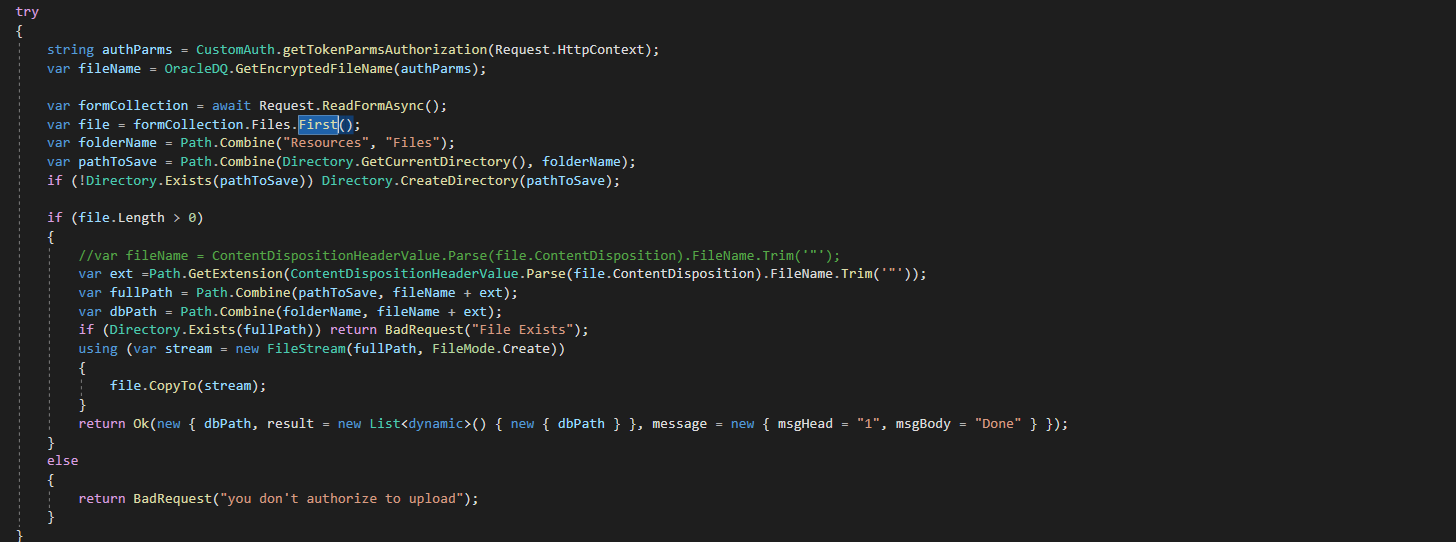 try
{
string authParms = CustomAuth.getTokenParmsAuthorization(Request.HttpContext);
var fileName = OracleDQ.GetEncryptedFileName(authParms);
var formCollection = await Request.ReadFormAsync();
var file = formCollection.Files.First();
var folderName = Path.Combine("Resources", "Files");
var pathToSave = Path.Combine(Directory.GetCurrentDirectory(), folderName);
if (!Directory.Exists(pathToSave)) Directory.CreateDirectory(pathToSave);
if (file.Length > 0)
{
//var fileName = ContentDispositionHeaderValue.Parse(file.ContentDisposition).FileName.Trim('"');
var ext =Path.GetExtension(ContentDispositionHeaderValue.Parse(file.ContentDisposition).FileName.Trim('"'));
var fullPath = Path.Combine(pathToSave, fileName + ext);
var dbPath = Path.Combine(folderName, fileName + ext);
if (Directory.Exists(fullPath)) return BadRequest("File Exists");
using (var stream = new FileStream(fullPath, FileMode.Create))
{
file.CopyTo(stream);
}
return Ok(new { dbPath, result = new List<dynamic>() { new { dbPath } }, message = new { msgHead = "1", msgBody = "Done" } });
}
else
{
return BadRequest("you don't authorize to upload");
}
}